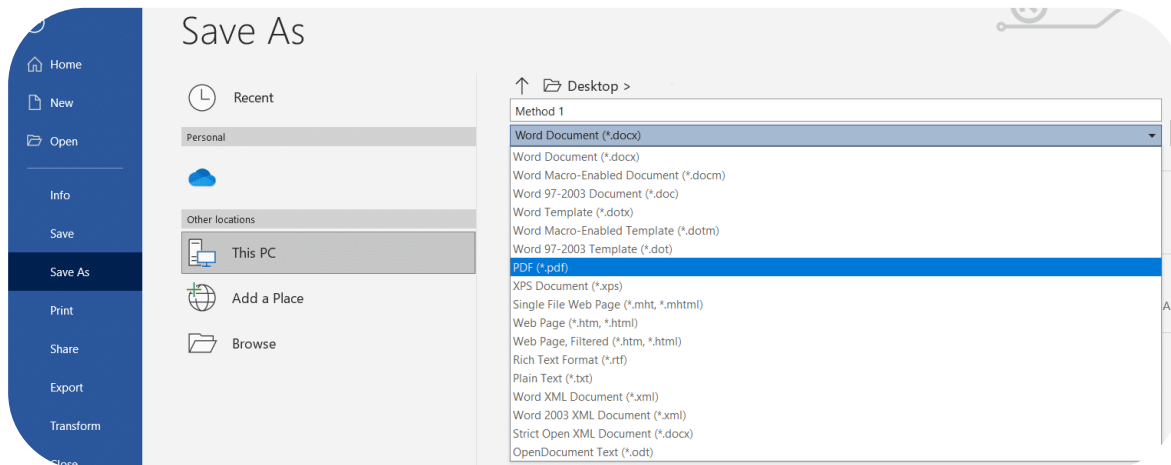 Save As
Home
New
Open
Info
Save
Save As
Print
Share
Export
Transform
Close
Recent
Personal
Other locations
This PC
Add a Place
Browse
Desktop >
Method 1
Word Document (*.docx)
Word Document (*.docx)
Word Macro-Enabled Document (*.docm)
Word 97-2003 Document (*.doc)
Word Template (*.dotx)
Word Macro-Enabled Template (*.dotm)
Word 97-2003 Template (*.dot)
PDF (*.pdf)
XPS Document (*.xps)
Single File Web Page (*.mht, *.mhtml)
Web Page (*.htm, *.html)
Web Page, Filtered (*.htm, *.html)
Rich Text Format (*.rtf)
Plain Text (*.txt)
Word XML Document (*.xml)
Word 2003 XML Document (*.xml)
Strict Open XML Document (*.docx)
OpenDocument Text (*.odt)
A